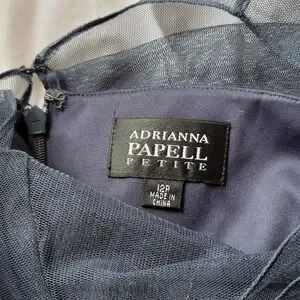 ADRIANNA
PAPELL
PETITE
12P
MADE IN
CHINA